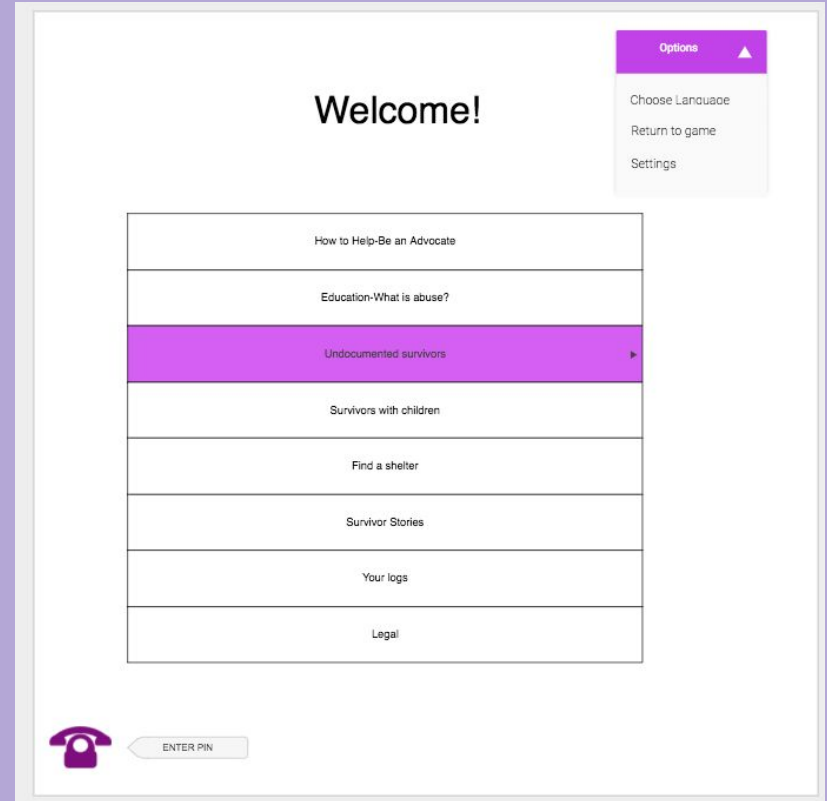 Options
Welcome!
Choose Language
Return to game
Settings
How to Help-Be an Advocate
Education-What is abuse?
Undocumented survivors
Survivors with children
Find a shelter
Survivor Stories
Your logs
Legal
ENTER PIN